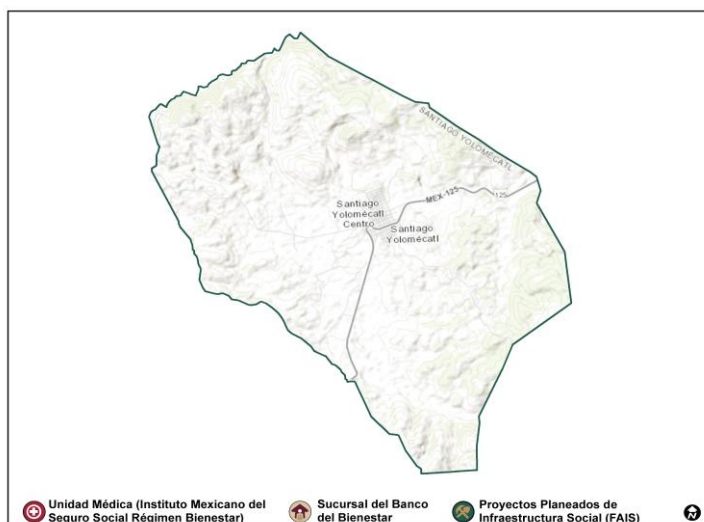 SANTIAGO YOLOMÉCATL
MEX-125
125
Santiago
Yolomécatl
Centro
Santiago
Yolomécatl
Unidad Médica (Instituto Mexicano del
Seguro Social Régimen Bienestar)
Sucursal del Banco
del Bienestar
Proyectos Planeados de
Infraestructura Social (FAIS)
N